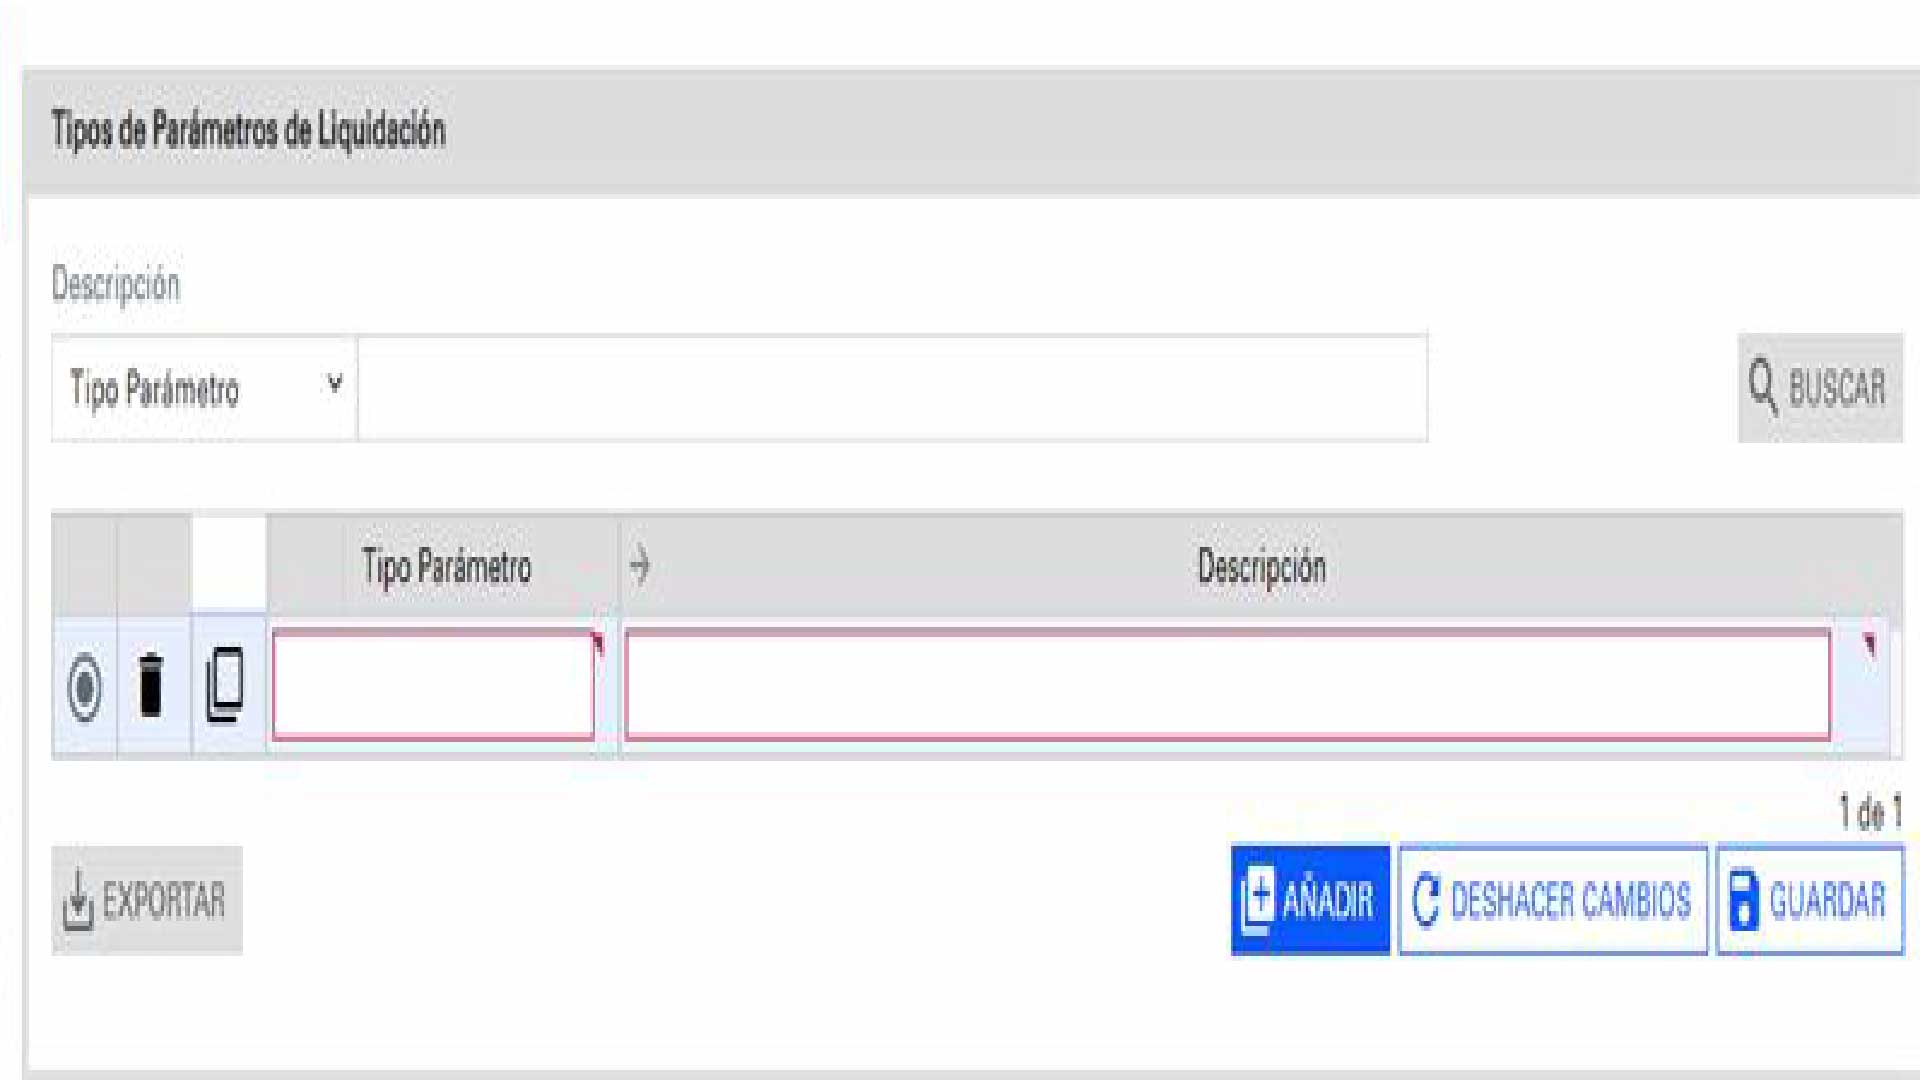 Tipos de Parámetros de Liquidación
Descripción
Tipo Parámetro
BUSCAR
Tipo Parámetro Descripción
1 de 1
EXPORTAR AÑADIR DESHACER CAMBIOS GUARDAR